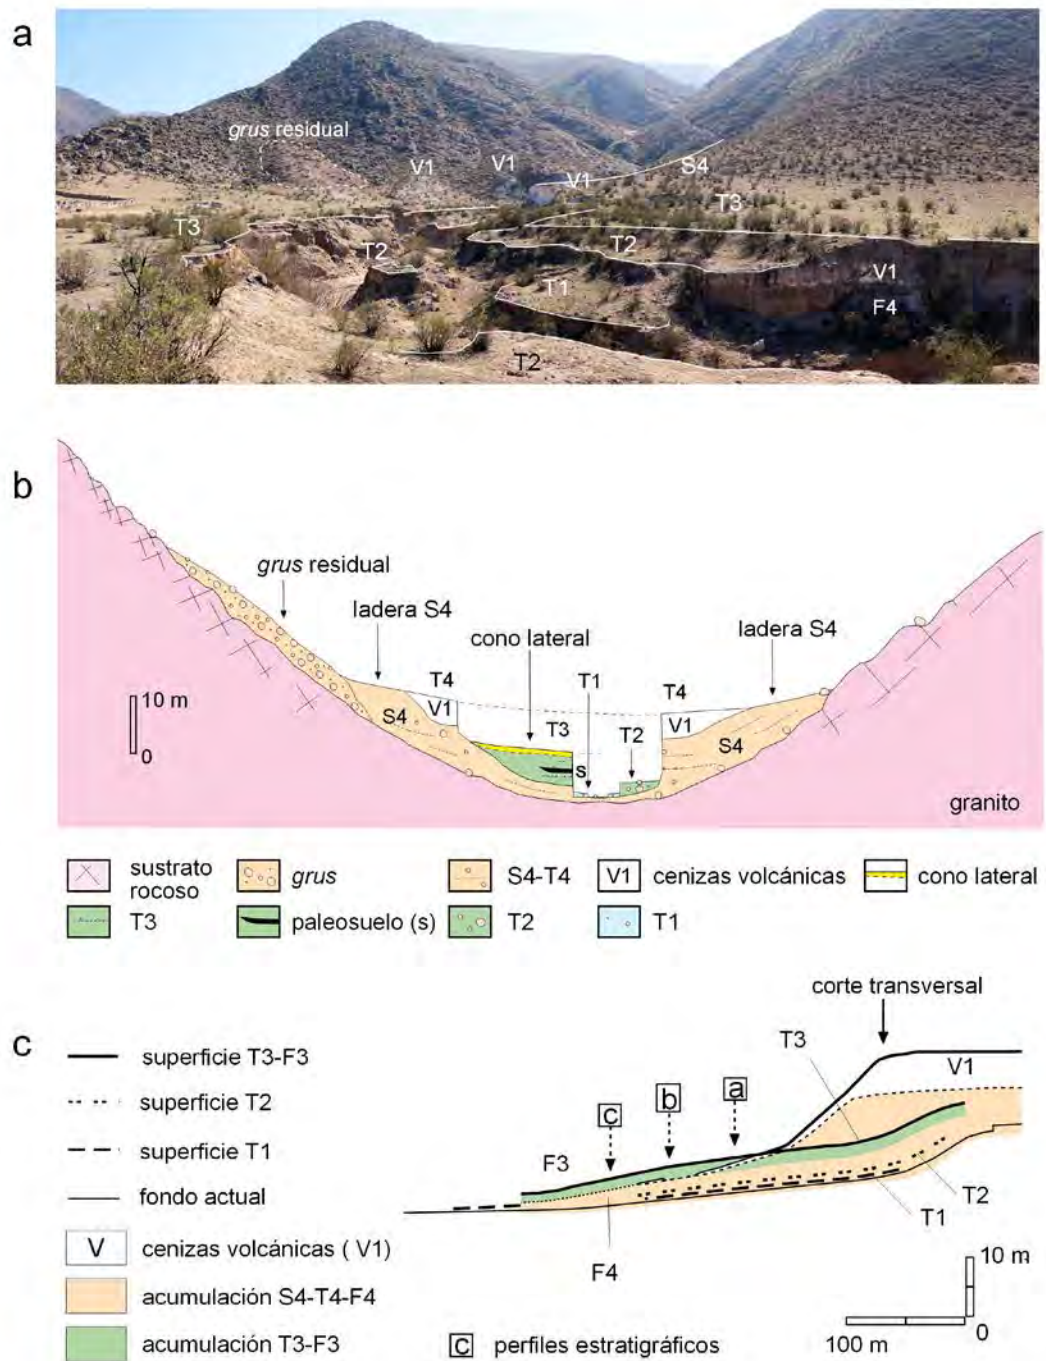 a
grus residual
V1
V1
V1
S4
T3
T3
T2
T2
T1
V1
F4
T2
b
grus residual
ladera S4
cono lateral
ladera S4
T4
T1
T4
V1
V1
10 m
S4
T3
T2
S4
s
0
granito
sustrato rocoso
grus
S4-T4
V1 cenizas volcánicas
cono lateral
T3
paleosuelo (s)
T2
T1
corte transversal
c
T3
superficie T3-F3
V1
superficie T2
a
b
c
superficie T1
F3
fondo actual
T2
T1
V cenizas volcánicas ( V1)
F4
10 m
acumulación S4-T4-F4
0
acumulación T3-F3
c perfiles estratigráficos
100 m